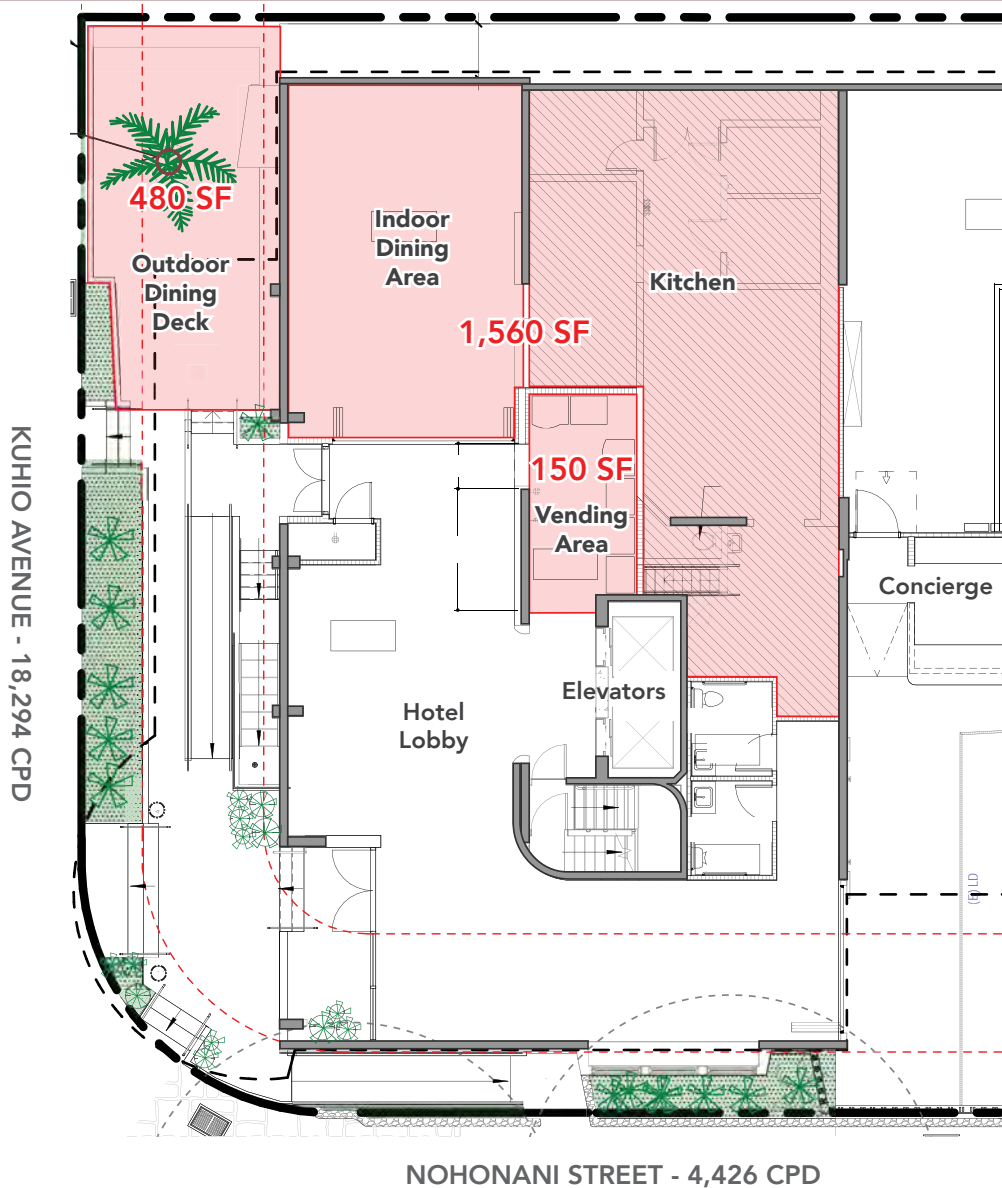 480 SF
Outdoor
Dining
Deck
Indoor
Dining
Area
Kitchen
1,560 SF
150 SF
Vending
Area
Concierge
Elevators
Hotel
Lobby
KUHIO AVENUE - 18,294 CPD
(E) LD
NOHONANI STREET - 4,426 CPD